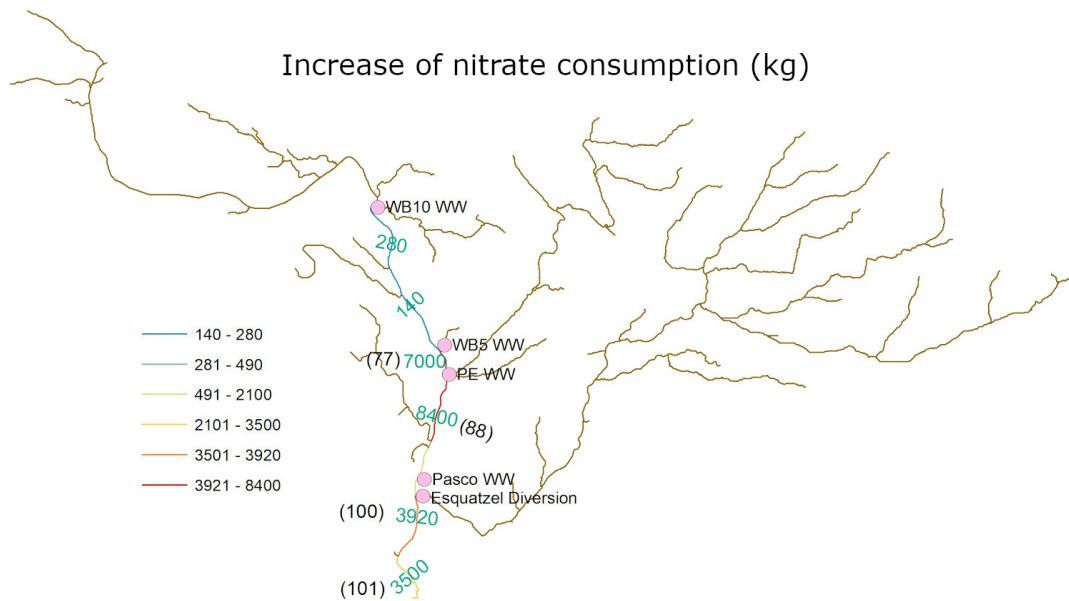 Increase of nitrate consumption (kg)
WB10 WW
280
140
140 - 280
281 - 490
491 - 2100
2101 - 3500
3501 - 3920
3921 - 8400
WB5 WW
(77) 7000
PE WW
8400 (88)
Pasco WW
Esquatzel Diversion
(100) 3920
(101) 3500